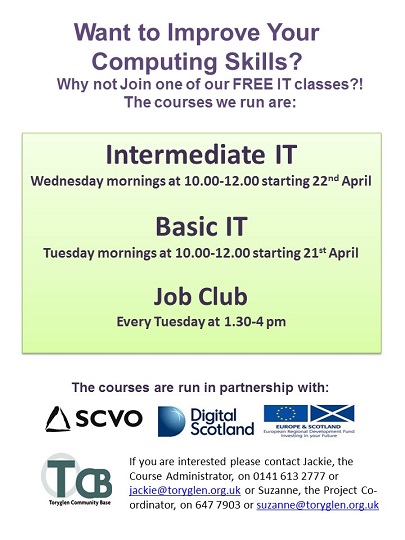 Want to Improve Your
Computing Skills?
Why not Join one of our FREE IT classes?!
The courses we run are:
Intermediate IT
Wednesday mornings at 10.00-12.00 starting 22nd April
Basic IT
Tuesday mornings at 10.00-12.00 starting 21st April
Job Club
Every Tuesday at 1.30-4 pm
The courses are run in partnership with:
SCVO
Digital
Scotland
EUROPE & SCOTLAND
European Regional Development Fund
Investing in your Future
TCB
Toryglen Community Base
If you are interested please contact Jackie, the
Course Administrator, on 0141 613 2777 or
jackie@toryglen.org.uk or Suzanne, the Project Co-
ordinator, on 647 7903 or suzanne@toryglen.org.uk